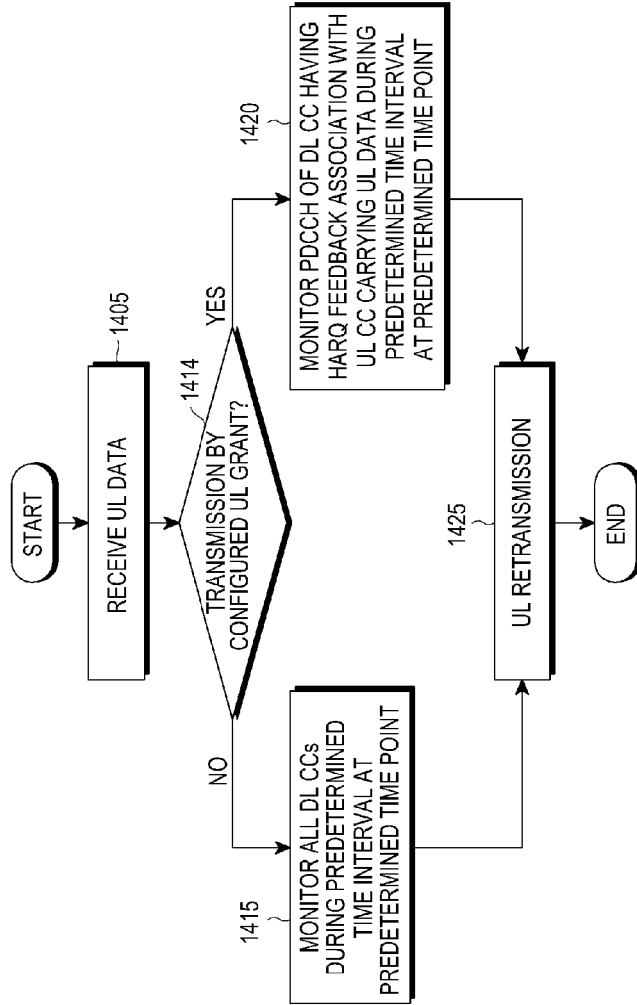 START
1405
RECEIVE UL DATA
1414
TRANSMISSION BY
CONFIGURED UL GRANT?
NO
YES
1415
MONITOR ALL DL CCs
DURING PREDETERMINED
TIME INTERVAL AT
PREDETERMINED TIME POINT
1420
MONITOR PDCCH OF DL CC HAVING
HARQ FEEDBACK ASSOCIATION WITH
UL CC CARRYING UL DATA DURING
PREDETERMINED TIME INTERVAL
AT PREDETERMINED TIME POINT
1425
UL RETRANSMISSION
END